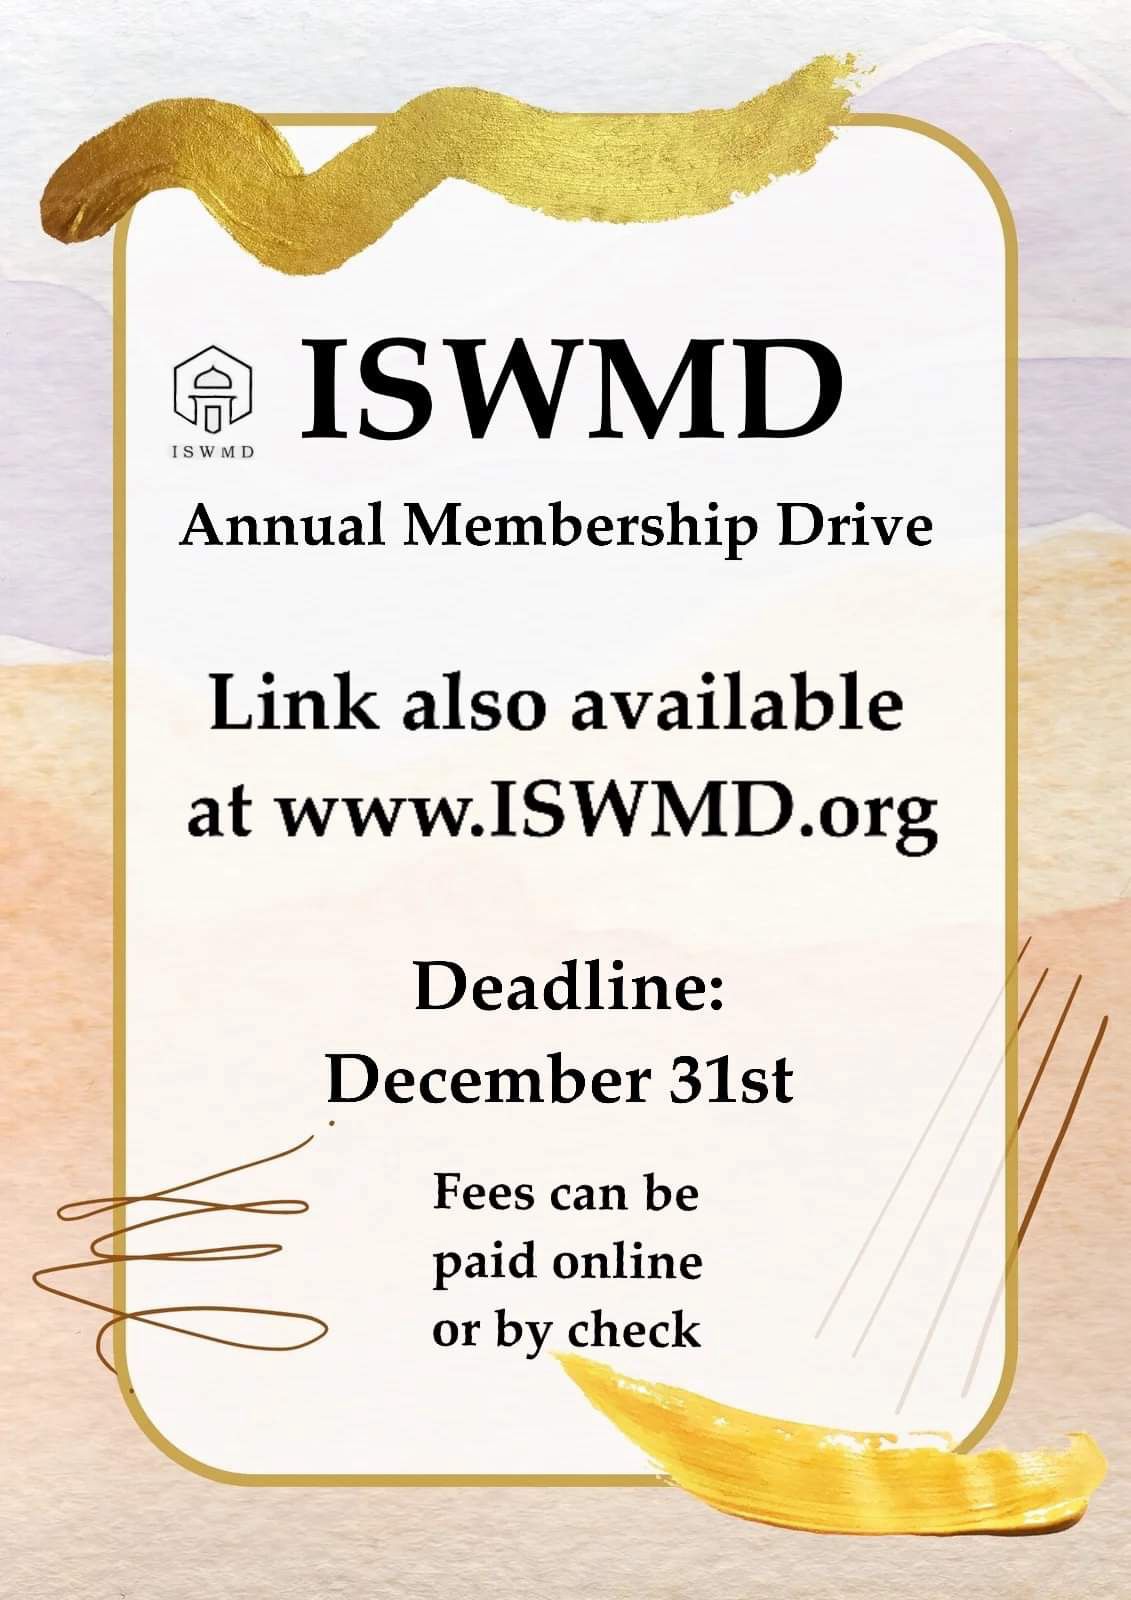 ISWMD
ISWMD
Annual Membership Drive
Link also available
at www.ISWMD.org
Deadline:
December 31st
Fees can be
paid online
or by check